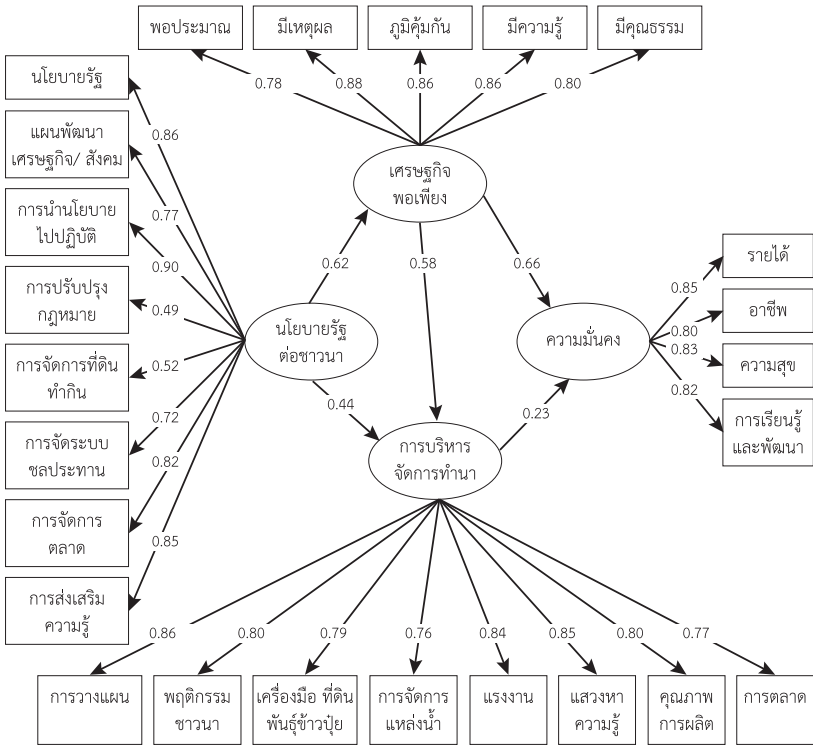 พอประมาณ
มีเหตุผล
ภูมิคุ้มกัน
มีความรู้
มีคุณธรรม
0.78
0.88
0.86
0.86
0.80
นโยบายรัฐ
แผนพัฒนา
เศรษฐกิจ/ สังคม
การนำนโยบาย
ไปปฏิบัติ
การปรับปรุง
กฎหมาย
การจัดการที่ดิน
ทำกิน
การจัดระบบ
ชลประทาน
การจัดการ
ตลาด
การส่งเสริม
ความรู้
0.86
0.77
0.90
0.49
0.52
0.72
0.82
0.85
เศรษฐกิจ
พอเพียง
0.62
0.58
0.66
นโยบายรัฐ
ต่อชาวนา
ความมั่นคง
0.44
0.23
การบริหาร
จัดการทำนา
0.85
0.80
0.83
0.82
รายได้
อาชีพ
ความสุข
การเรียนรู้
และพัฒนา
0.86
0.80
0.79
0.76
0.84
0.85
0.80
0.77
การวางแผน
พฤติกรรม
ชาวนา
เครื่องมือ ที่ดิน
พันธุ์ข้าวปุ๋ย
การจัดการ
แหล่งน้ำ
แรงงาน
แสวงหา
ความรู้
คุณภาพ
การผลิต
การตลาด